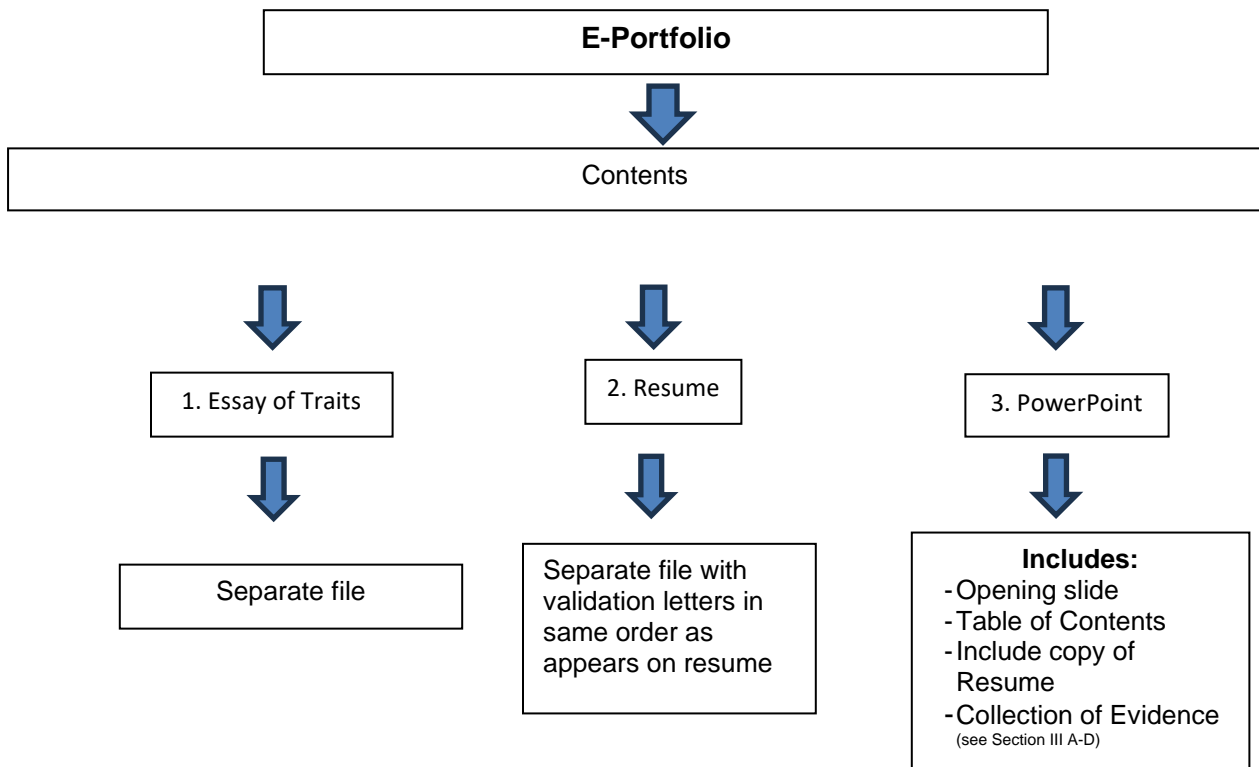 E-Portfolio
Contents
1. Essay of Traits
2. Resume
3. PowerPoint
Separate file
Separate file with
validation letters in
same order as
appears on resume
Includes:
-Opening slide
-Table of Contents
-Include copy of
Resume
-Collection of Evidence
(see Section III A-D)